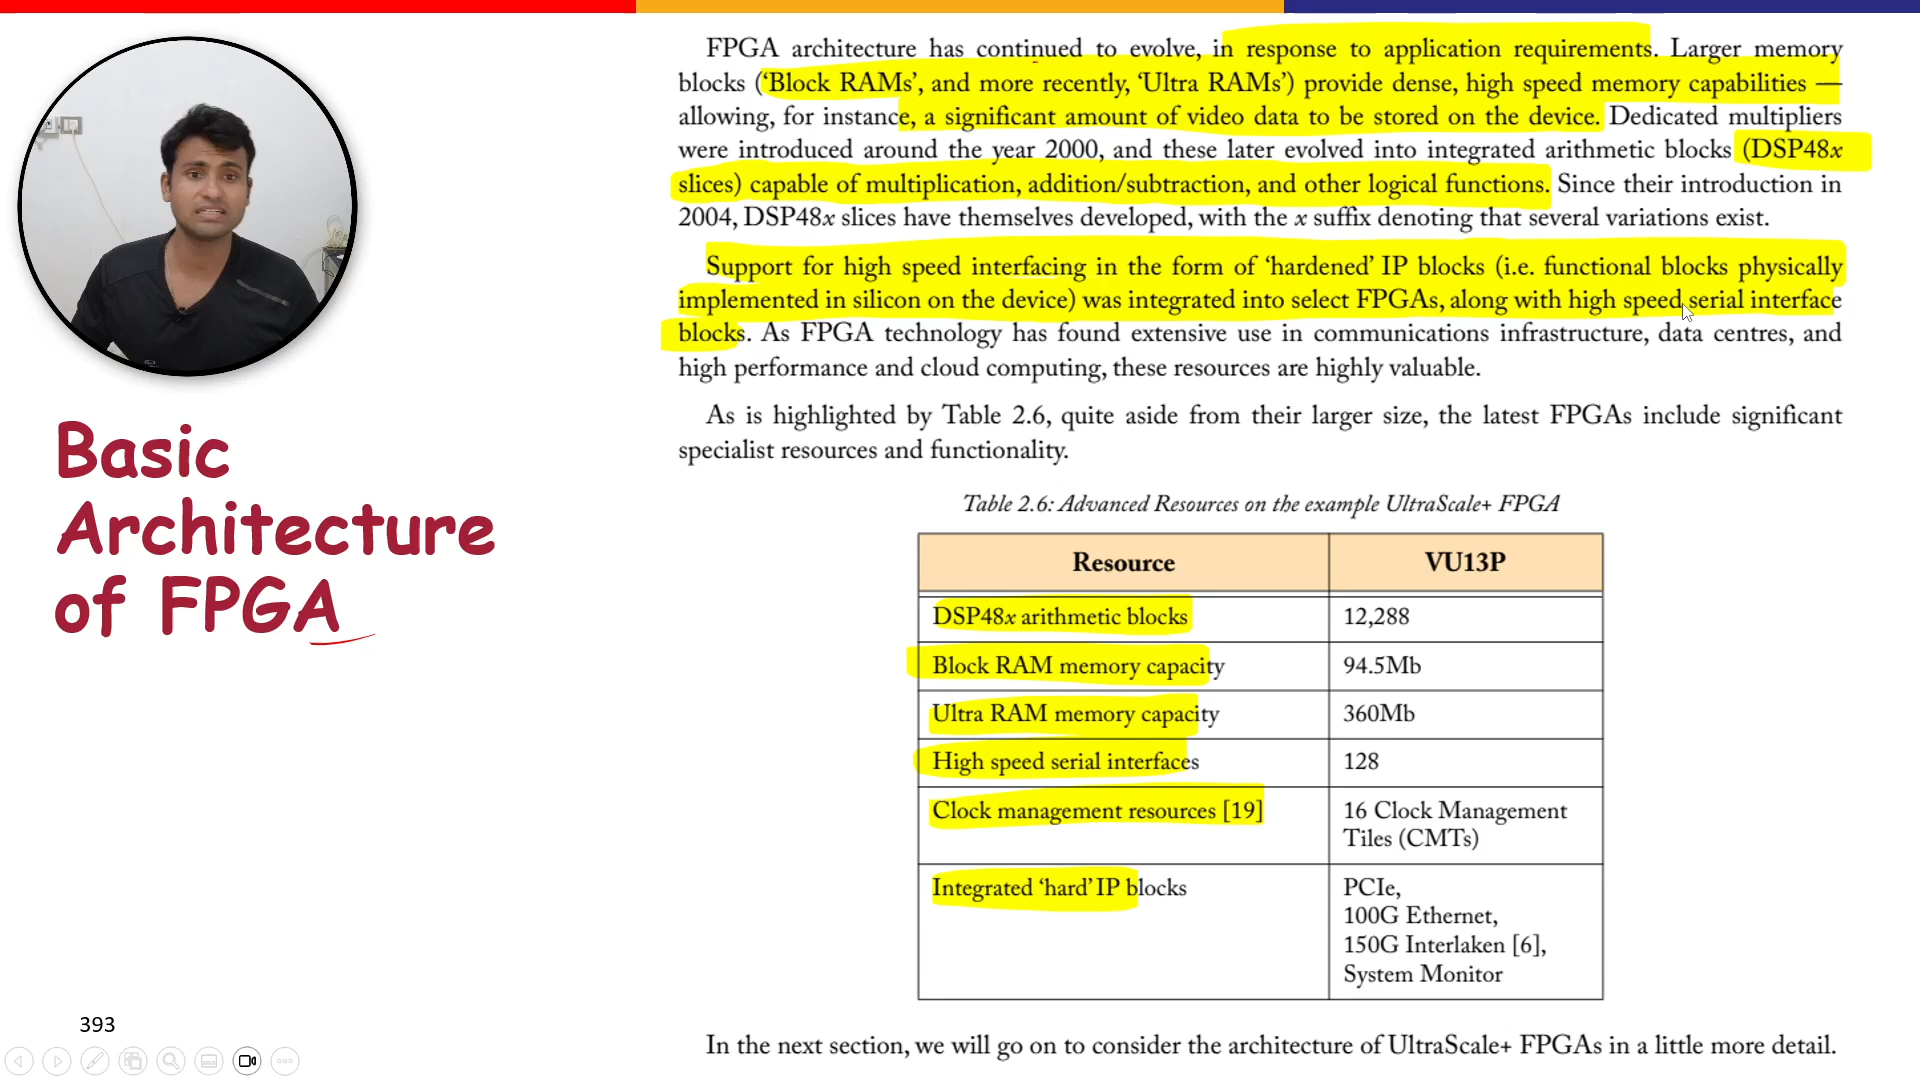 Basic
Architecture
of FPGA
393
FPGA architecture has continued to evolve, in response to application requirements. Larger memory
blocks (‘Block RAMs’, and more recently, ‘Ultra RAMs’) provide dense, high speed memory capabilities —
allowing, for instance, a significant amount of video data to be stored on the device. Dedicated multipliers
were introduced around the year 2000, and these later evolved into integrated arithmetic blocks (DSP48x
slices) capable of multiplication, addition/subtraction, and other logical functions. Since their introduction in
2004, DSP48x slices have themselves developed, with the x suffix denoting that several variations exist.
Support for high speed interfacing in the form of ‘hardened’ IP blocks (i.e. functional blocks physically
implemented in silicon on the device) was integrated into select FPGAs, along with high speed serial interface
blocks. As FPGA technology has found extensive use in communications infrastructure, data centres, and
high performance and cloud computing, these resources are highly valuable.
As is highlighted by Table 2.6, quite aside from their larger size, the latest FPGAs include significant
specialist resources and functionality.
Table 2.6: Advanced Resources on the example UltraScale+ FPGA
Resource VU13P
DSP48x arithmetic blocks 12,288
Block RAM memory capacity 94.5Mb
Ultra RAM memory capacity 360Mb
High speed serial interfaces 128
Clock management resources [19] 16 Clock Management
Tiles (CMTs)
Integrated ‘hard’ IP blocks PCIe,
100G Ethernet,
150G Interlaken [6],
System Monitor
In the next section, we will go on to consider the architecture of UltraScale+ FPGAs in a little more detail.